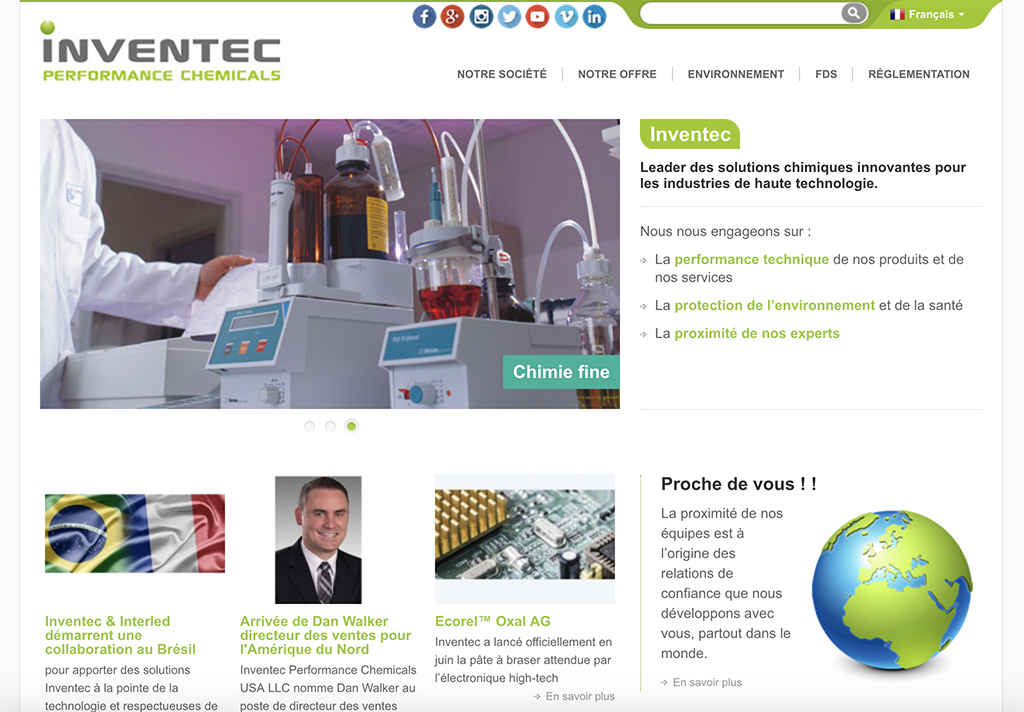 iNVENTEC
PERFORMANCE CHEMICALS
Français
NOTRE SOCIÉTÉ
NOTRE OFFRE
ENVIRONNEMENT
FDS
RÉGLEMENTATION
Chimie fine
Inventec
Leader des solutions chimiques innovantes pour
les industries de haute technologie.
Nous nous engageons sur :
La performance technique de nos produits et de
nos services
La protection de l'environnement et de la santé
La proximité de nos experts
Inventec & Interled
démarrent une
collaboration au Brésil
pour apporter des solutions
Inventec à la pointe de la
technologie et respectueuses de
Arrivée de Dan Walker
directeur des ventes pour
l'Amérique du Nord
Inventec Performance Chemicals
USA LLC nomme Dan Walker au
poste de directeur des ventes
Ecorel™ Oxal AG
Inventec a lancé officiellement en
juin la pâte à braser attendue par
l'électronique high-tech
En savoir plus
Proche de vous ! !
La proximité de nos
équipes est à
l'origine des
relations de
confiance que nous
développons avec
vous, partout dans le
monde.
En savoir plus